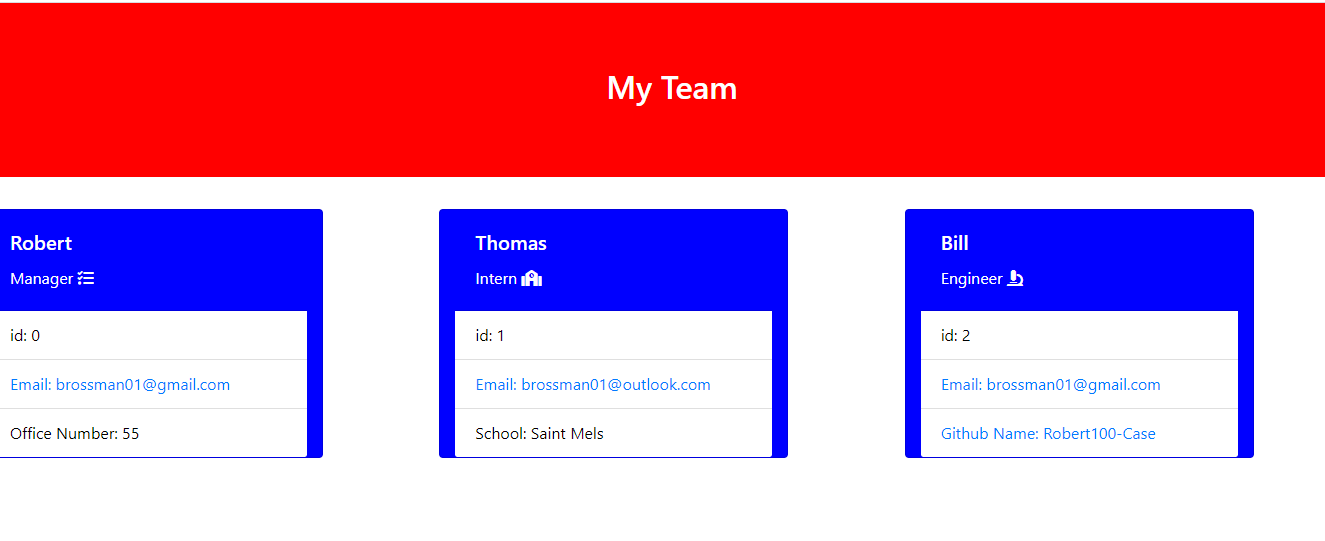 My Team
Robert
Manager
id: 0
Email: brossman01@gmail.com
Office Number: 55
Thomas
Intern
id: 1
Email: brossman01@outlook.com
School: Saint Mels
Bill
Engineer
id: 2
Email: brossman01@gmail.com
Github Name: Robert100-Case